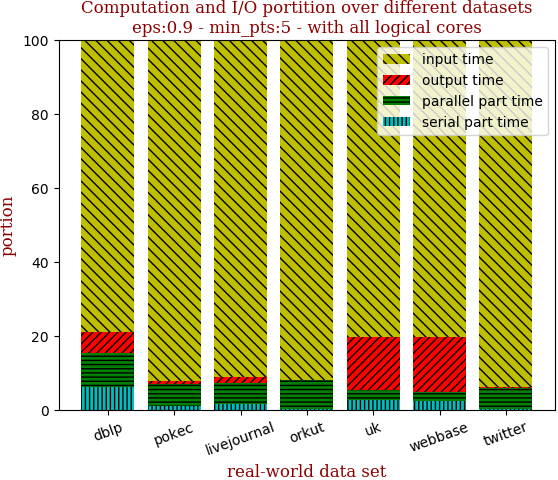 Computation and I/O portition over different datasets
eps:0.9 - min_pts:5 - with all logical cores
input time
output time
parallel part time
serial part time
100
80
60
40
20
0
portion
dblp
pokec
livejournal
orkut
uk
webbase
twitter
real-world data set